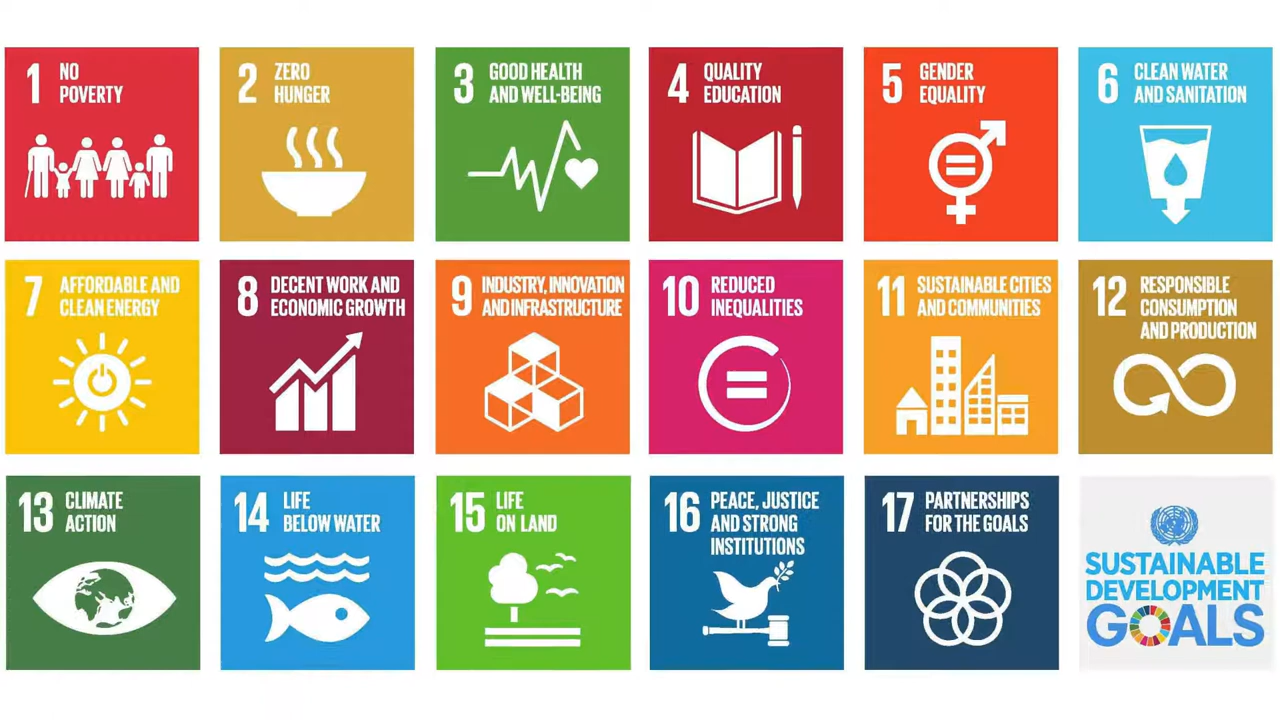 1 NO
POVERTY
2 ZERO
HUNGER
3 GOOD HEALTH
AND WELL-BEING
4 QUALITY
EDUCATION
5 GENDER
EQUALITY
6 CLEAN WATER
AND SANITATION
7 AFFORDABLE AND
CLEAN ENERGY
8 DECENT WORK AND
ECONOMIC GROWTH
9 INDUSTRY, INNOVATION
AND INFRASTRUCTURE
10 REDUCED
INEQUALITIES
11 SUSTAINABLE CITIES
AND COMMUNITIES
12 RESPONSIBLE
CONSUMPTION
AND PRODUCTION
13 CLIMATE
ACTION
14 LIFE
BELOW WATER
15 LIFE
ON LAND
16 PEACE, JUSTICE
AND STRONG
INSTITUTIONS
17 PARTNERSHIPS
FOR THE GOALS
SUSTAINABLE
DEVELOPMENT
GOALS